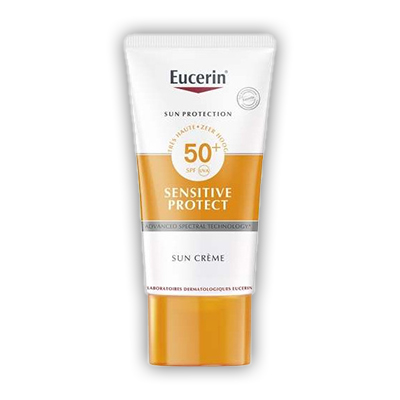 Eucerin®
SUN PROTECTION
TRÈS HAUTE • ZEER HOOG
50+
SPF UVA
SENSITIVE
PROTECT
ADVANCED SPECTRAL TECHNOLOGY*
SUN CRÈME
LABORATOIRES DERMATOLOGIQUES EUCERIN